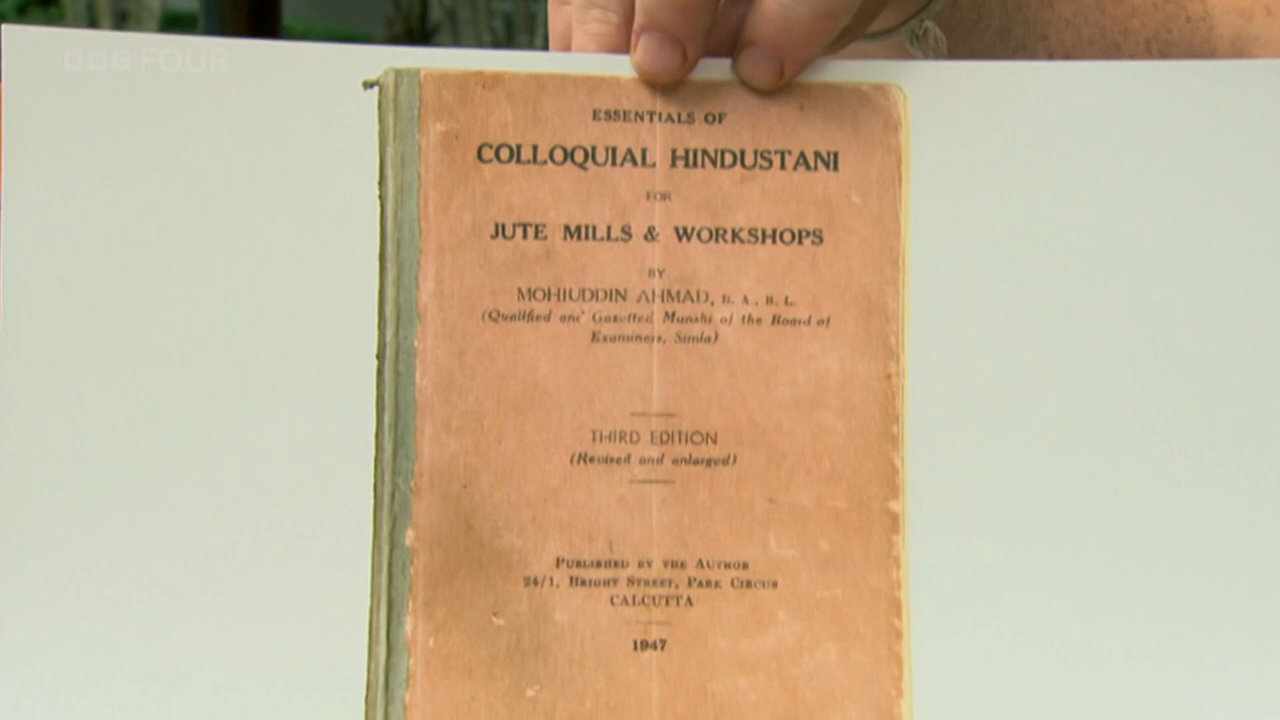 BBC FOUR
ESSENTIALS OF
COLLOQUIAL HINDUSTANI
FOR
JUTE MILLS & WORKSHOPS
BY
MOHIUDDIN AHMAD, B. A., B. L.
(Qualified and Gazetted Munshi of the Board of
Examiners, Simla)
THIRD EDITION
(Revised and enlarged)
PUBLISHED BY THE AUTHOR
24/1, BRIGHT STREET, PARK CIRCUS
CALCUTTA
1947